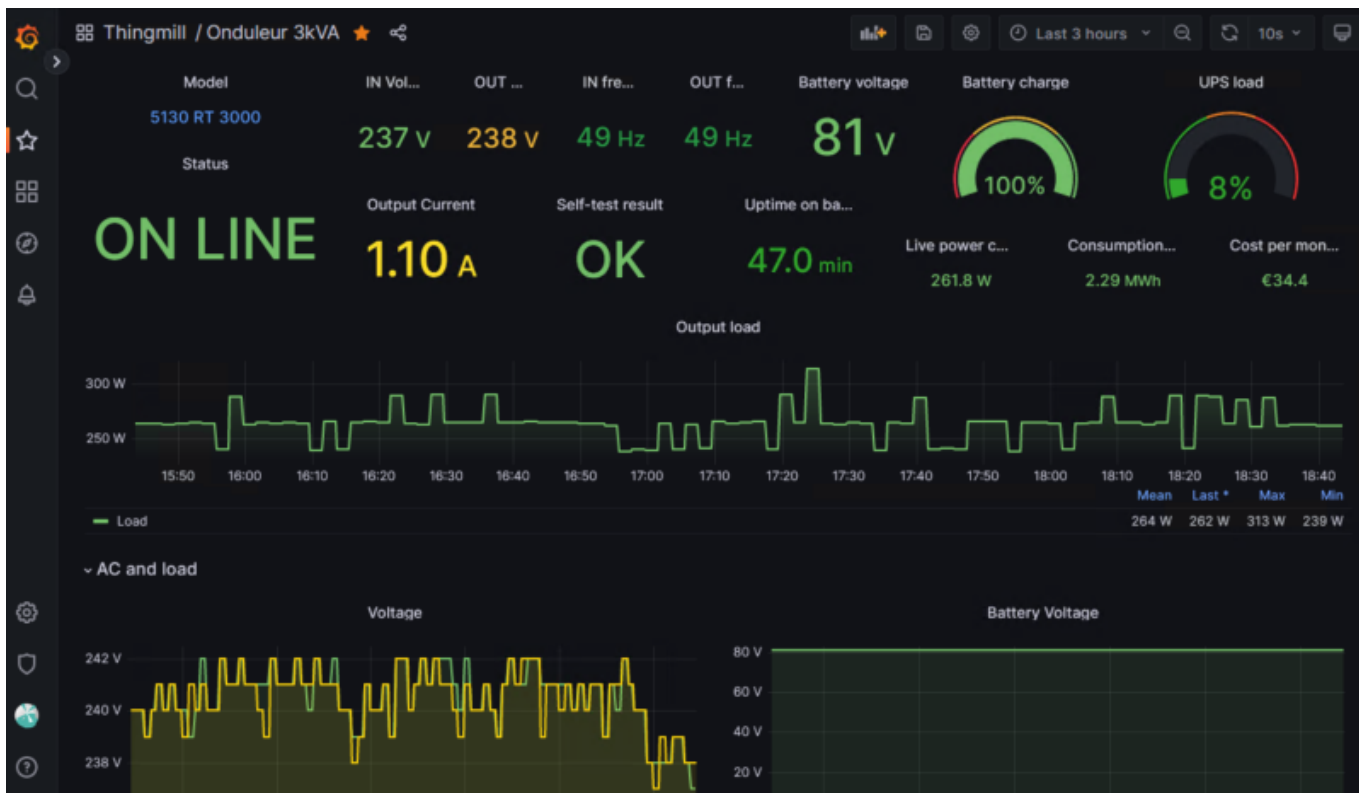 Thingmill / Onduleur 3kVA
Last 3 hours
10s
Model
5130 RT 3000
Status
ON LINE
IN Vol...
237 V
OUT ...
238 V
IN fre...
49 Hz
OUT f...
49 Hz
Battery voltage
81 V
Battery charge
100%
UPS load
8%
Output Current
1.10 A
Self-test result
OK
Uptime on ba...
47.0 min
Live power c...
261.8 W
Consumption...
2.29 MWh
Cost per mon...
€34.4
Output load
300 W
250 W
15:50 16:00 16:10 16:20 16:30 16:40 16:50 17:00 17:10 17:20 17:30 17:40 17:50 18:00 18:10 18:20 18:30 18:40
Mean Last * Max Min
Load 264 W 262 W 313 W 239 W
AC and load
Voltage
242 V
240 V
238 V
Battery Voltage
80 V
60 V
40 V
20 V